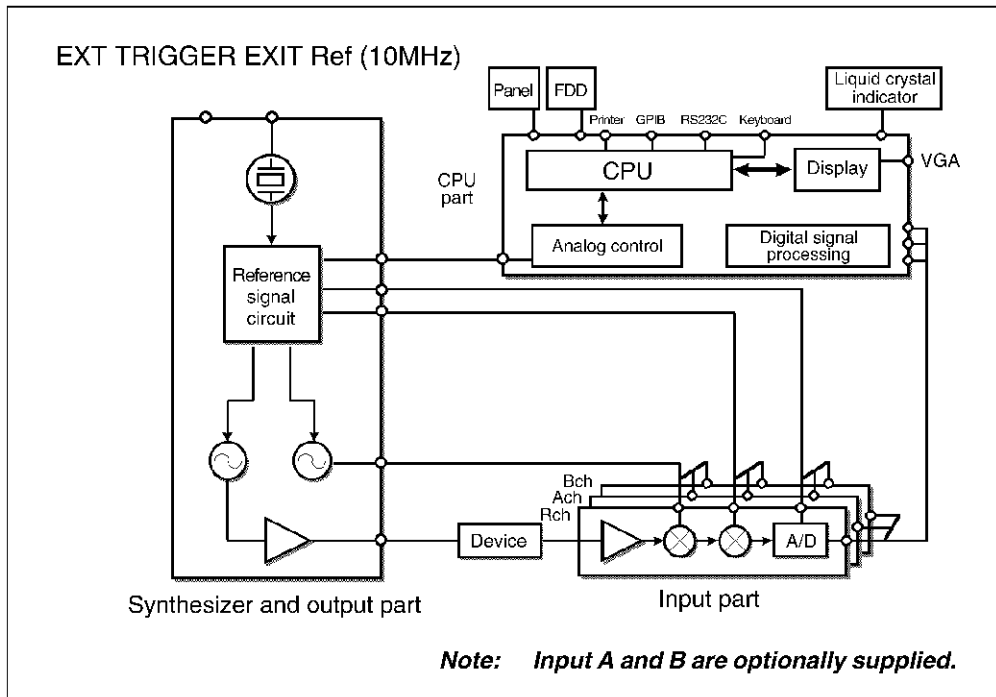 EXT TRIGGER EXIT Ref (10MHz)
Panel
FDD
Liquid crystal
indicator
Printer GPIB RS232C Keyboard
CPU
Display
VGA
CPU
part
Analog control
Digital signal
processing
Reference
signal
circuit
Bch
Ach
Rch
Device
A/D
Synthesizer and output part
Input part
Note: Input A and B are optionally supplied.